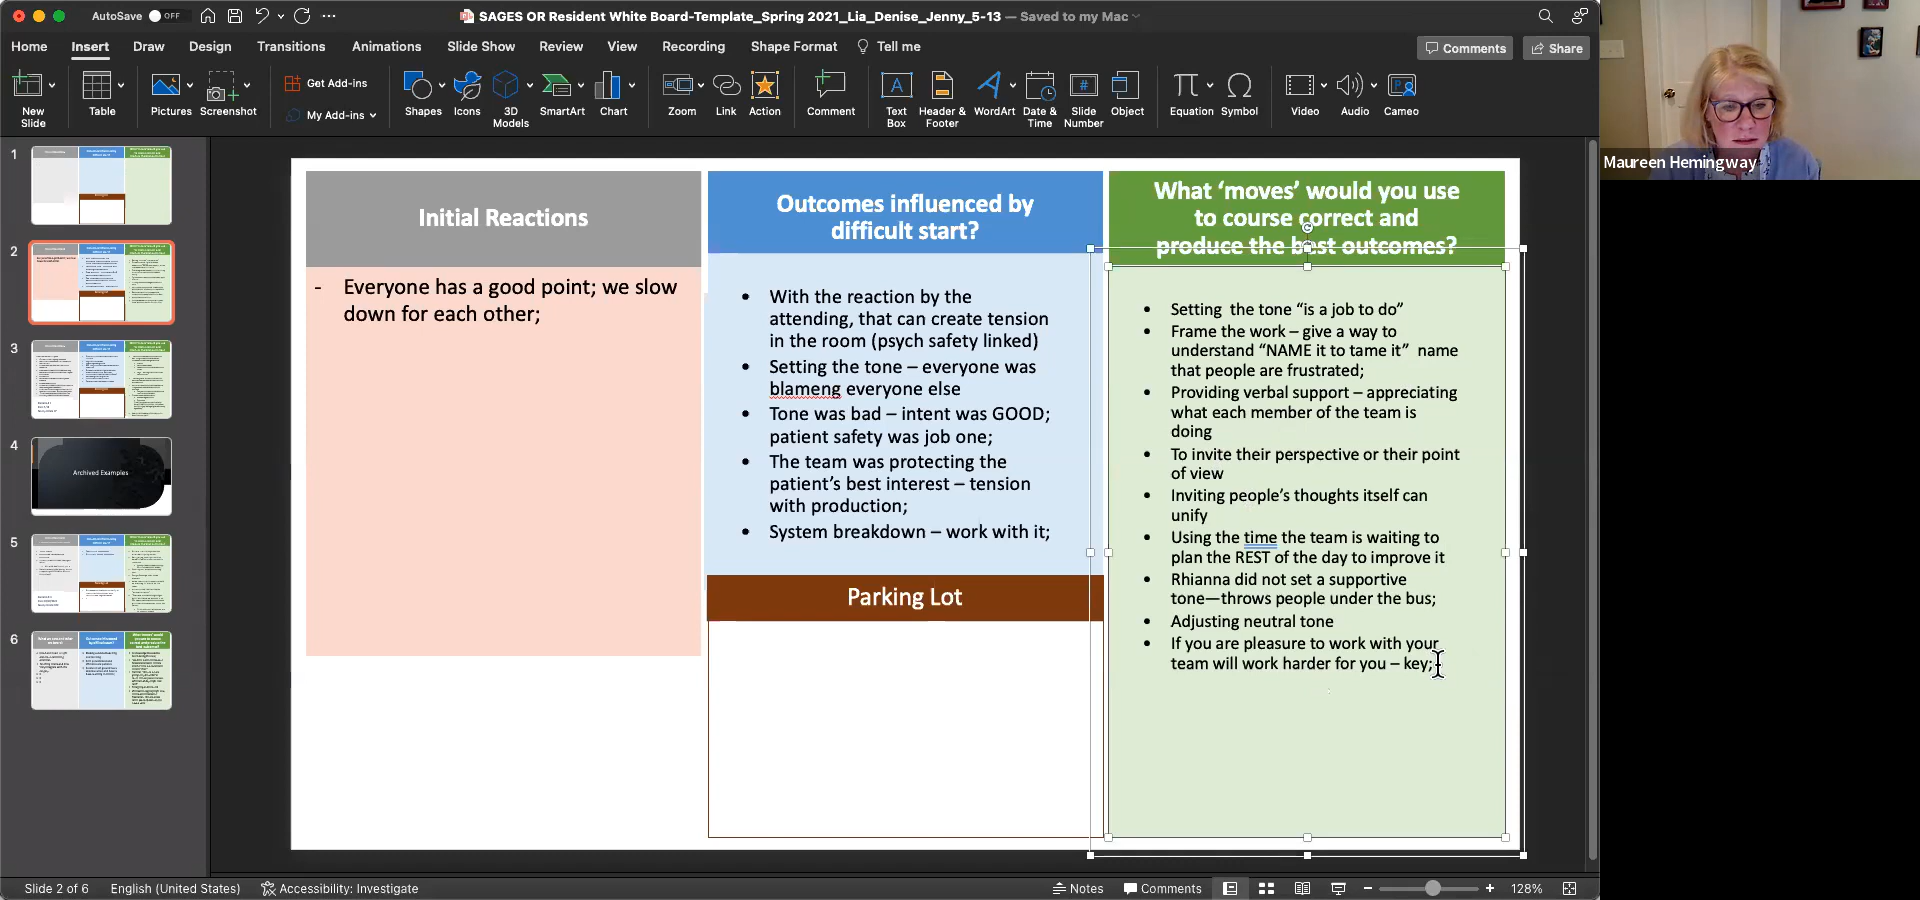 AutoSave OFF
SAGES OR Resident White Board-Template_Spring 2021_Lia_Denise_Jenny_5-13 — Saved to my Mac
Home Insert Draw Design Transitions Animations Slide Show Review View Recording Shape Format Tell me
Comments Share
New
Slide
Table
Pictures
Screenshot
Get Add-ins
My Add-ins
Shapes
Icons
3D
Models
SmartArt
Chart
Zoom
Link
Action
Comment
Text
Box
Header &
Footer
WordArt
Date &
Time
Slide
Number
Object
Equation
Symbol
Video
Audio
Cameo
Maureen Hemingway
1
2
3
4
Archived Examples
5
6
Initial Reactions
- Everyone has a good point; we slow
down for each other;
Outcomes influenced by
difficult start?
• With the reaction by the
attending, that can create tension
in the room (psych safety linked)
• Setting the tone – everyone was
blameng everyone else
• Tone was bad – intent was GOOD;
patient safety was job one;
• The team was protecting the
patient’s best interest – tension
with production;
• System breakdown – work with it;
Parking Lot
What ‘moves’ would you use
to course correct and
produce the best outcomes?
• Setting  the tone “is a job to do”
• Frame the work – give a way to
understand “NAME it to tame it”  name
that people are frustrated;
• Providing verbal support – appreciating
what each member of the team is
doing
• To invite their perspective or their point
of view
• Inviting people’s thoughts itself can
unify
• Using the time the team is waiting to
plan the REST of the day to improve it
• Rhianna did not set a supportive
tone—throws people under the bus;
• Adjusting neutral tone
• If you are pleasure to work with your
team will work harder for you – key;
Slide 2 of 6 English (United States) Accessibility: Investigate
Notes Comments 128%